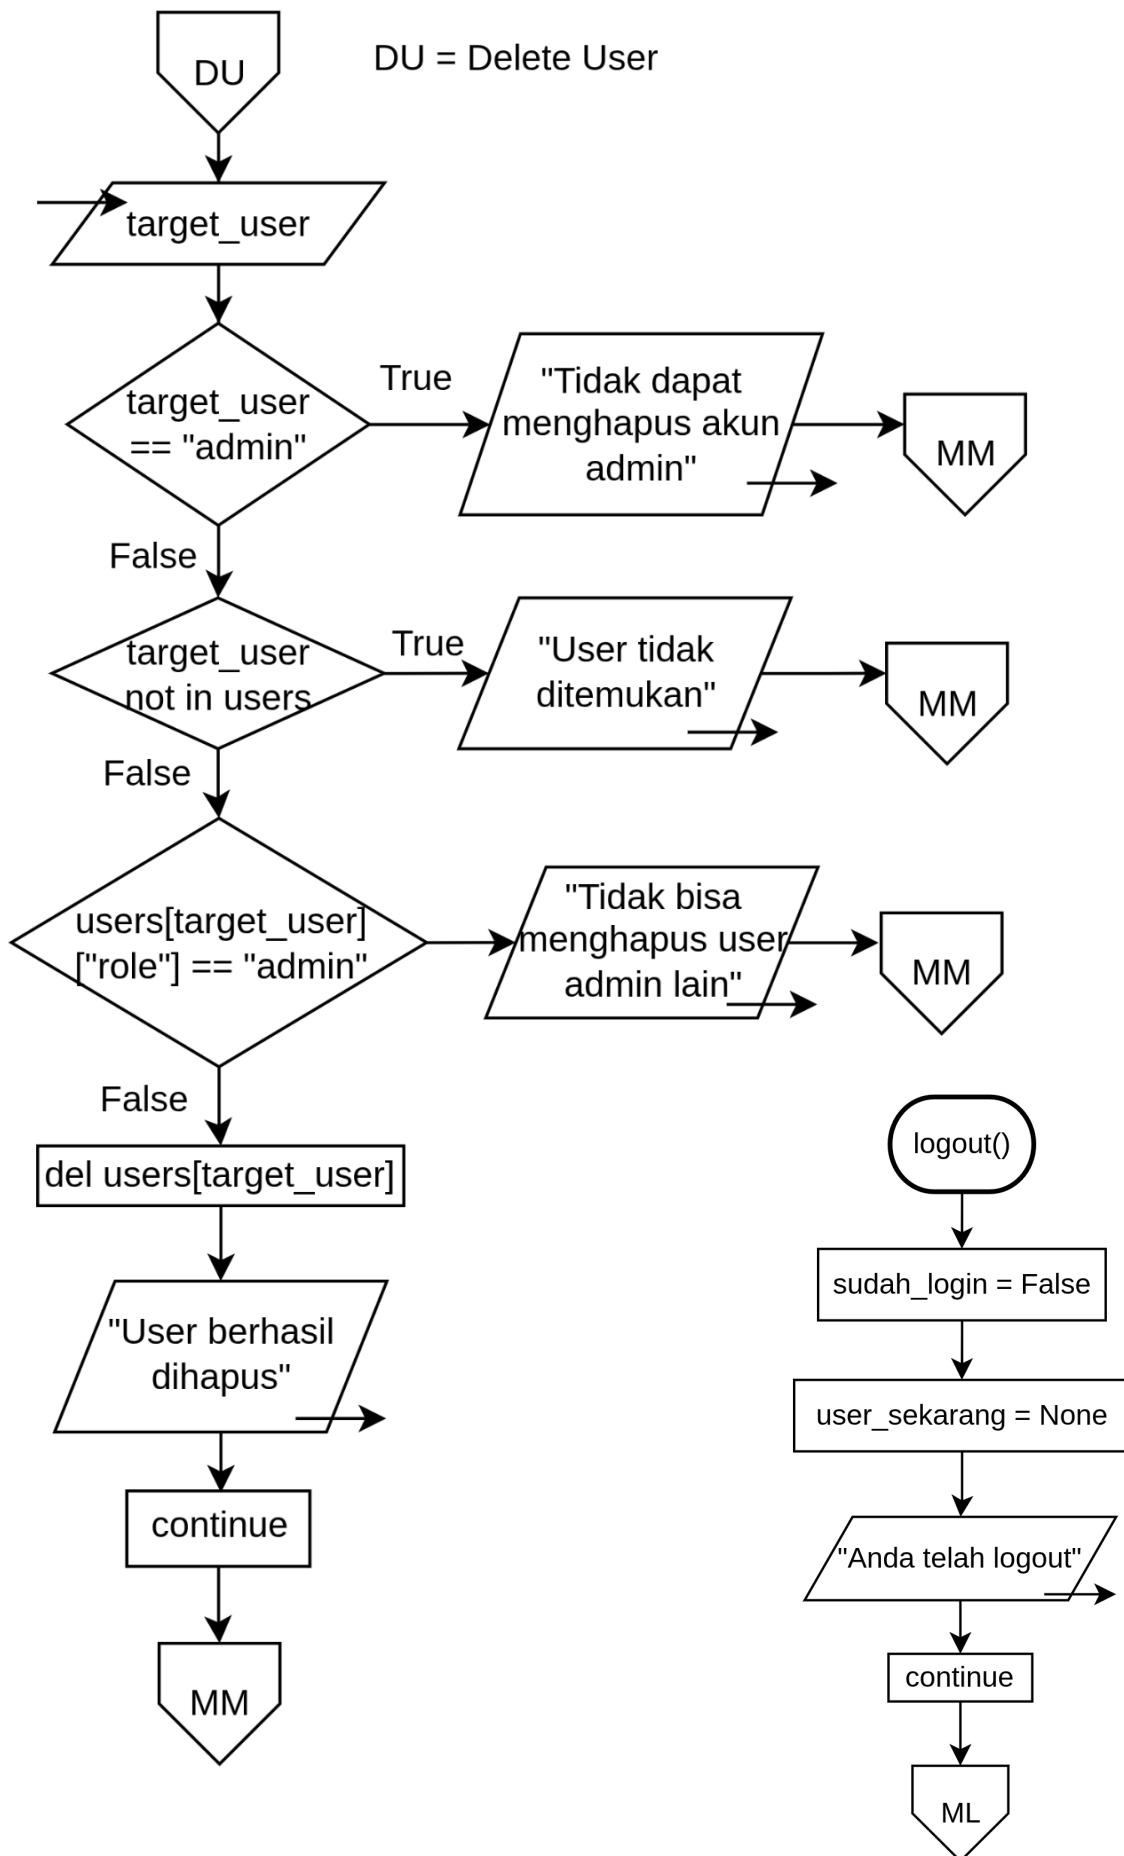 DU
DU = Delete User
target_user
target_user
== "admin"
True
"Tidak dapat
menghapus akun
admin"
MM
False
target_user
not in users
True
"User tidak
ditemukan"
MM
False
users[target_user]
["role"] == "admin"
"Tidak bisa
menghapus user
admin lain"
MM
False
del users[target_user]
"User berhasil
dihapus"
continue
MM
logout()
sudah_login = False
user_sekarang = None
"Anda telah logout"
continue
ML